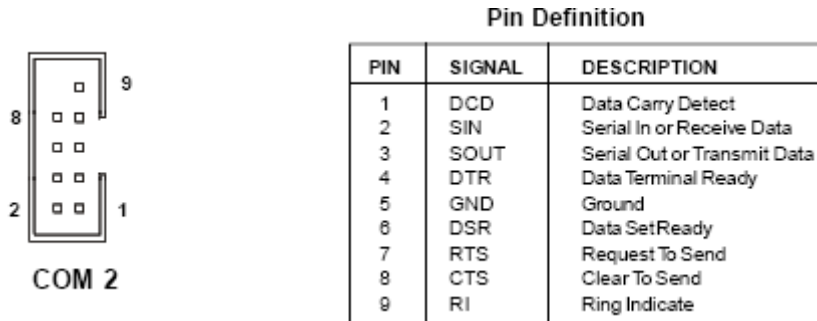 Pin Definition
9
8
2
1
COM 2
PIN SIGNAL DESCRIPTION
1 DCD Data Carry Detect
2 SIN Serial In or Receive Data
3 SOUT Serial Out or Transmit Data
4 DTR Data Terminal Ready
5 GND Ground
6 DSR Data Set Ready
7 RTS Request To Send
8 CTS Clear To Send
9 RI Ring Indicate